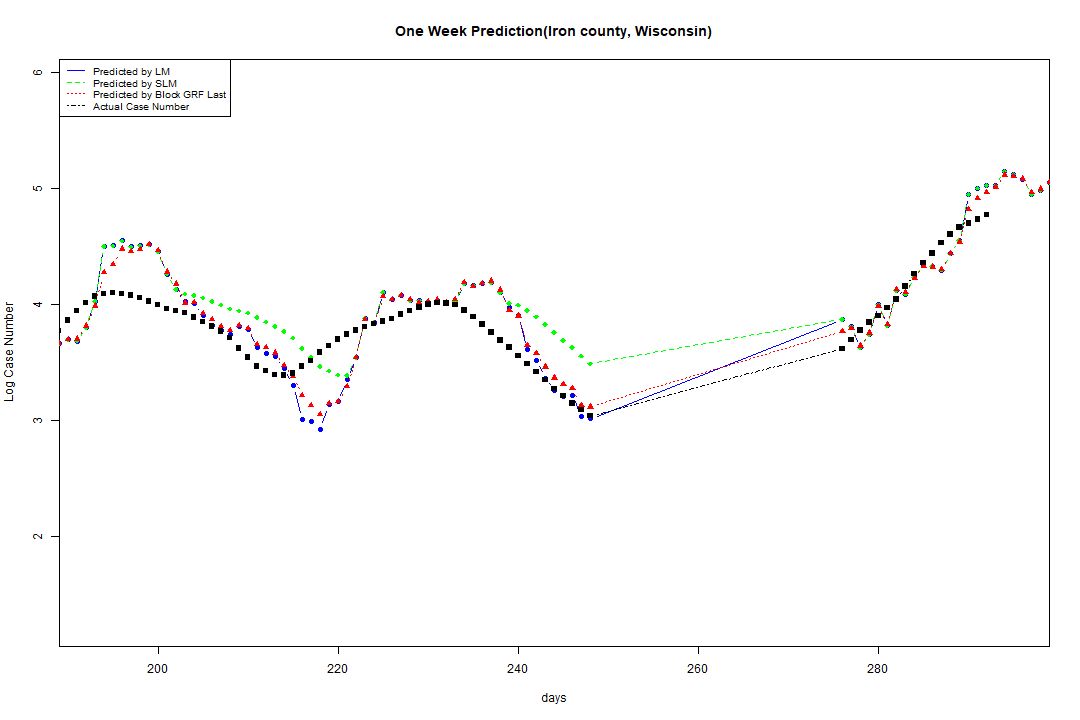 One Week Prediction(Iron county, Wisconsin)
Predicted by LM
Predicted by SLM
Predicted by Block GRF Last
Actual Case Number
6
5
4
3
2
Log Case Number
200
220
240
260
280
days